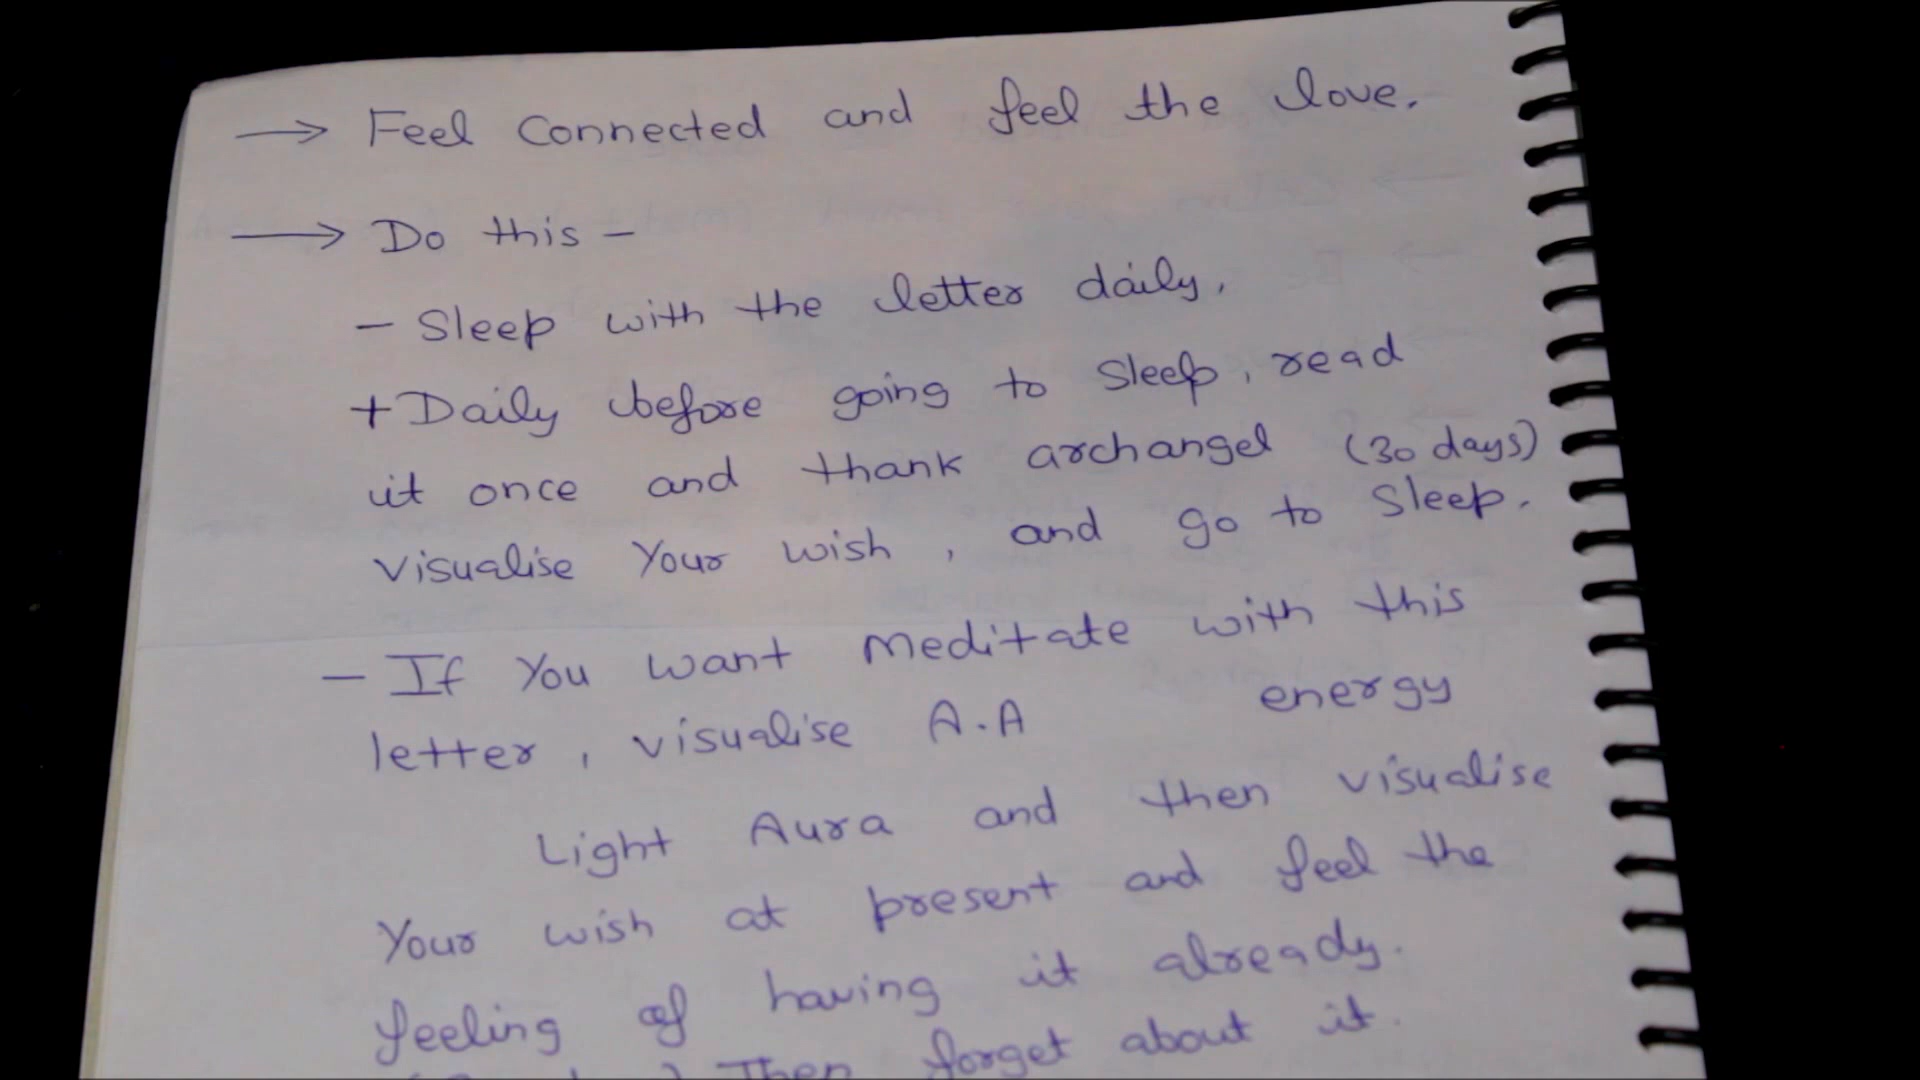 → Feel Connected and feel the love.
→ Do this -
- Sleep with the letter daily.
+ Daily before going to sleep, read
it once and thank archangel (30 days)
visualise Your wish, and go to sleep.
- If You want meditate with this
letter, visualise A.A energy
Light Aura and then visualise
Your wish at present and feel the
feeling of having it already.
Then forget about it.